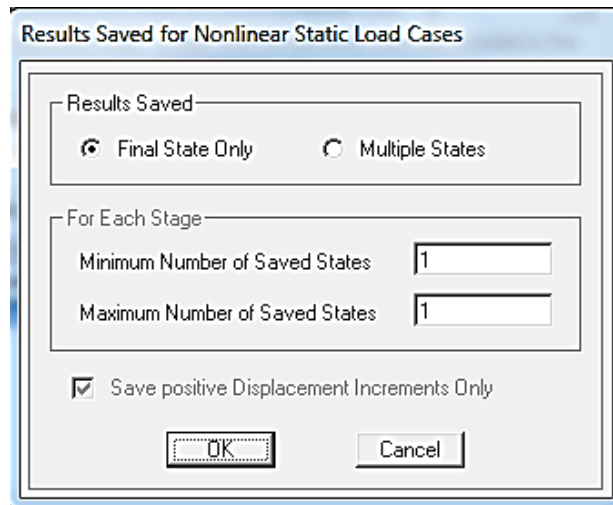 Results Saved for Nonlinear Static Load Cases
Results Saved
Final State Only Multiple States
For Each Stage
Minimum Number of Saved States 1
Maximum Number of Saved States 1
Save positive Displacement Increments Only
OK Cancel